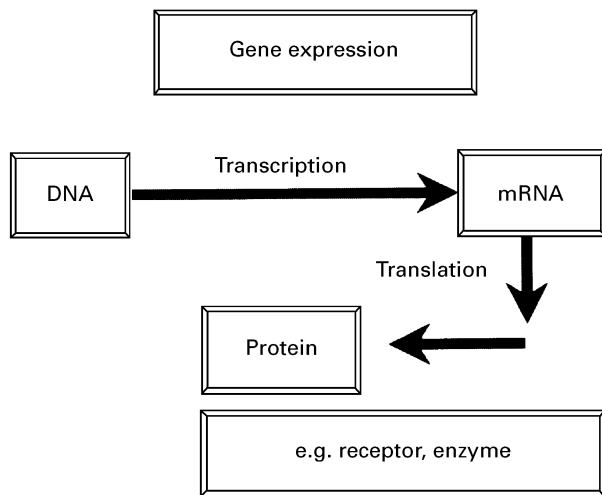 Gene expression
Transcription
DNA
mRNA
Translation
Protein
e.g. receptor, enzyme